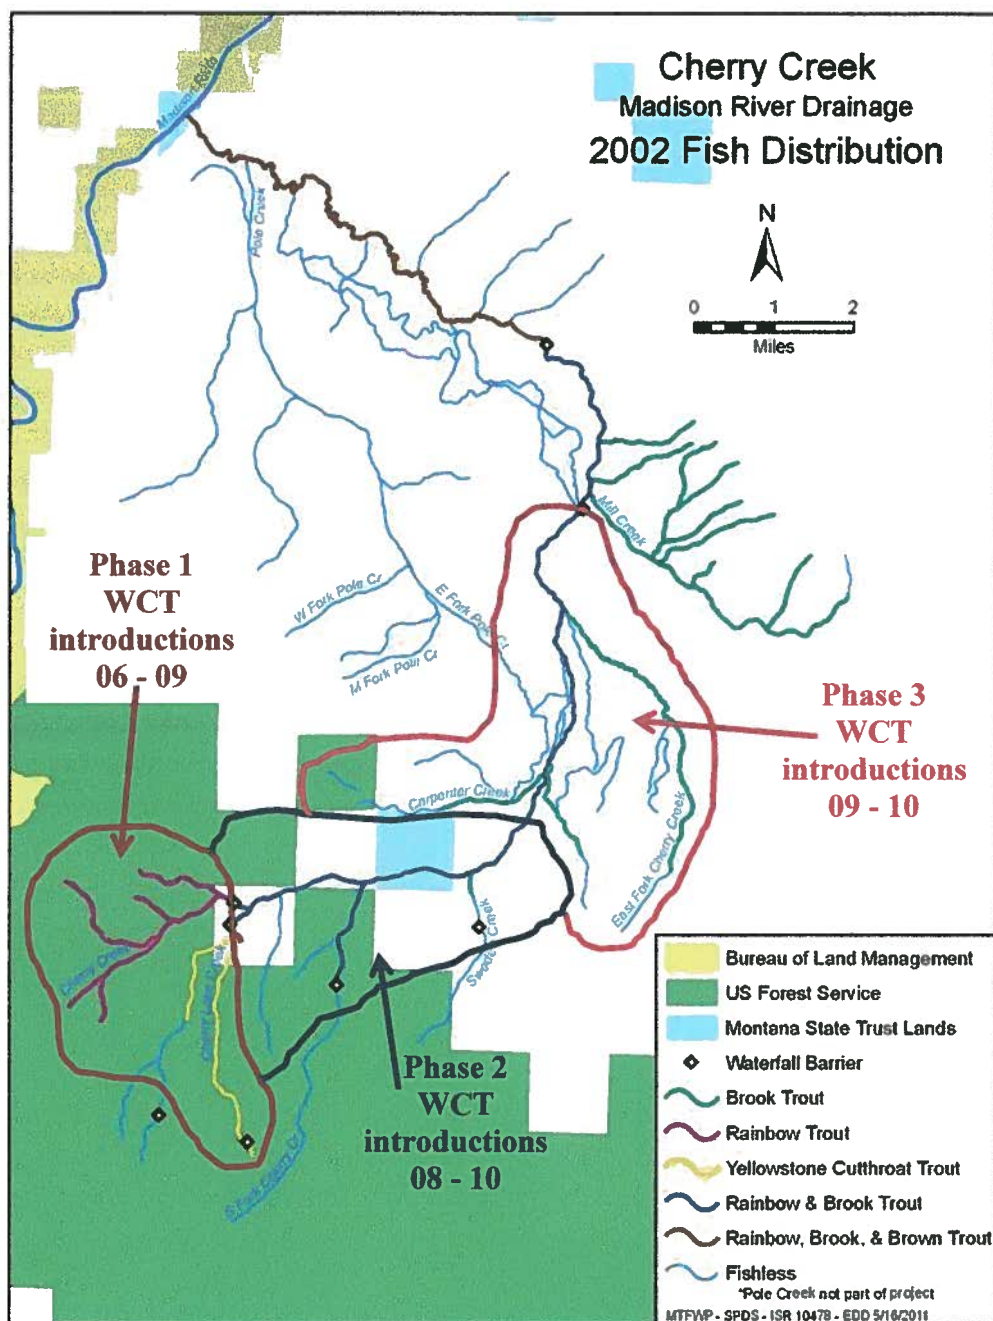 Cherry Creek
Madison River Drainage
2002 Fish Distribution
N
0 1 2
Miles
Madison River
Pole Creek
Mill Creek
W Fork Pole Cr
E Fork Pole Cr
M Fork Pole Cr
Phase 1
WCT
introductions
06 - 09
Phase 3
WCT
introductions
09 - 10
Carpenter Creek
East Fork Cherry Creek
Cherry Creek
Cherry Lake Creek
Creek
S Fork Cherry Cr
Phase 2
WCT
introductions
08 - 10
Bureau of Land Management
US Forest Service
Montana State Trust Lands
Waterfall Barrier
Brook Trout
Rainbow Trout
Yellowstone Cutthroat Trout
Rainbow & Brook Trout
Rainbow, Brook, & Brown Trout
Fishless
*Pole Creek not part of project
MTFWP - SPDS - ISR 10478 - EDD 5/16/2011